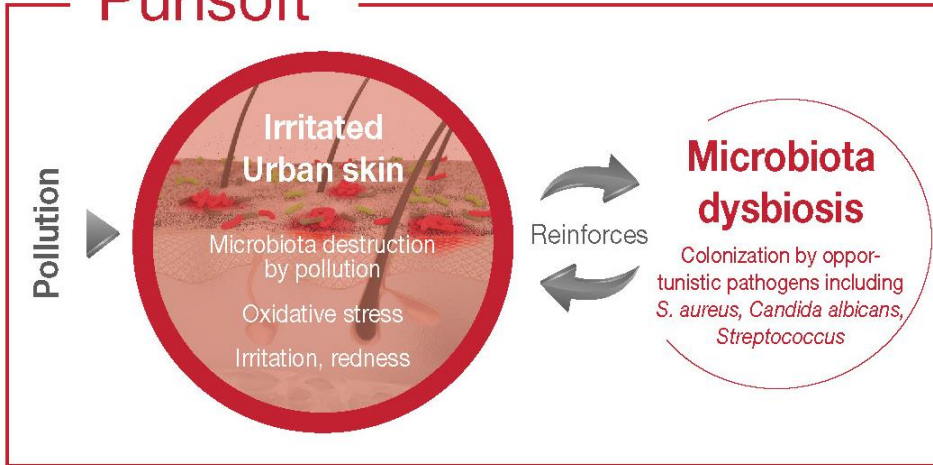 Purisoft
Pollution
Irritated
Urban skin
Microbiota destruction
by pollution
Oxidative stress
Irritation, redness
Reinforces
Microbiota
dysbiosis
Colonization by oppor-
tunistic pathogens including
S. aureus, Candida albicans,
Streptococcus